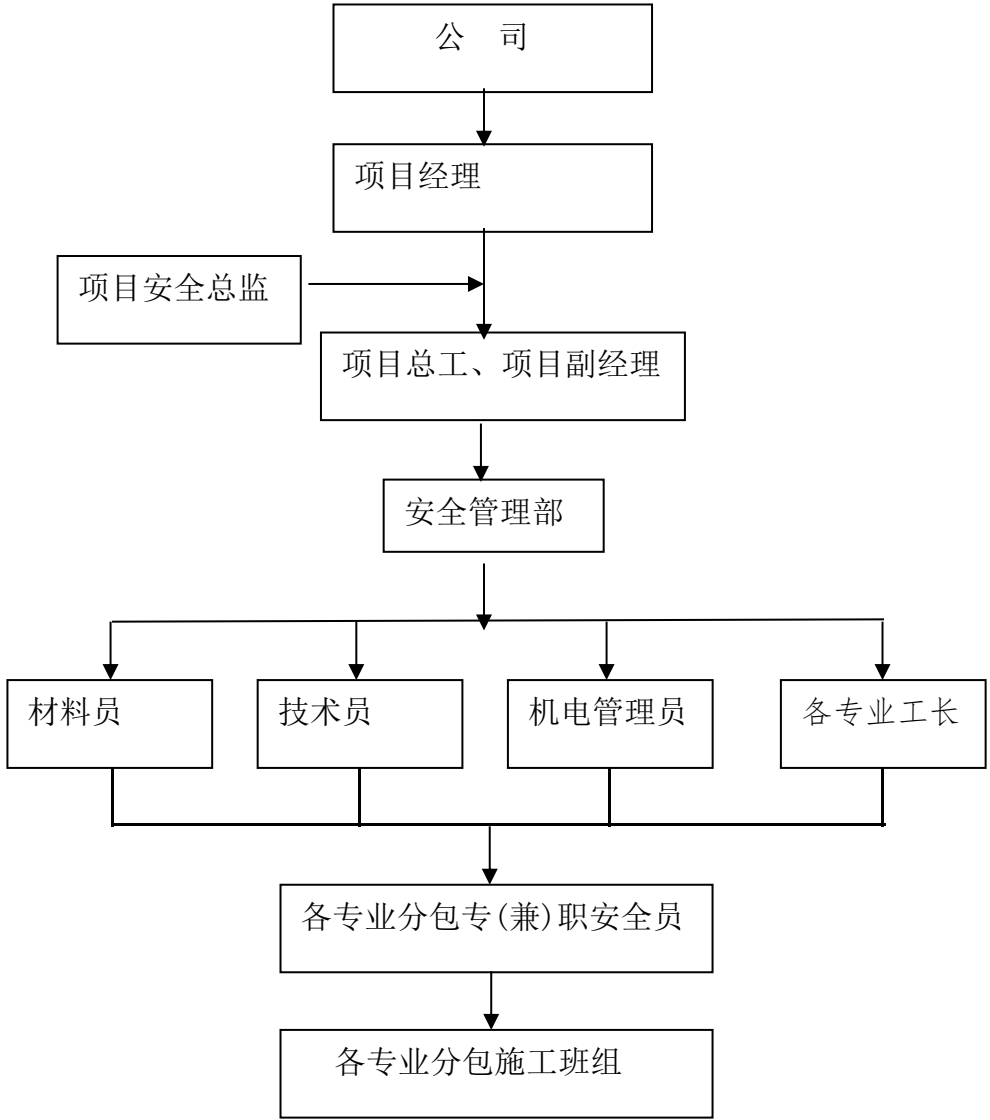 公 司
项目经理
项目安全总监
项目总工、项目副经理
安全管理部
材料员
技术员
机电管理员
各专业工长
各专业分包专(兼)职安全员
各专业分包施工班组